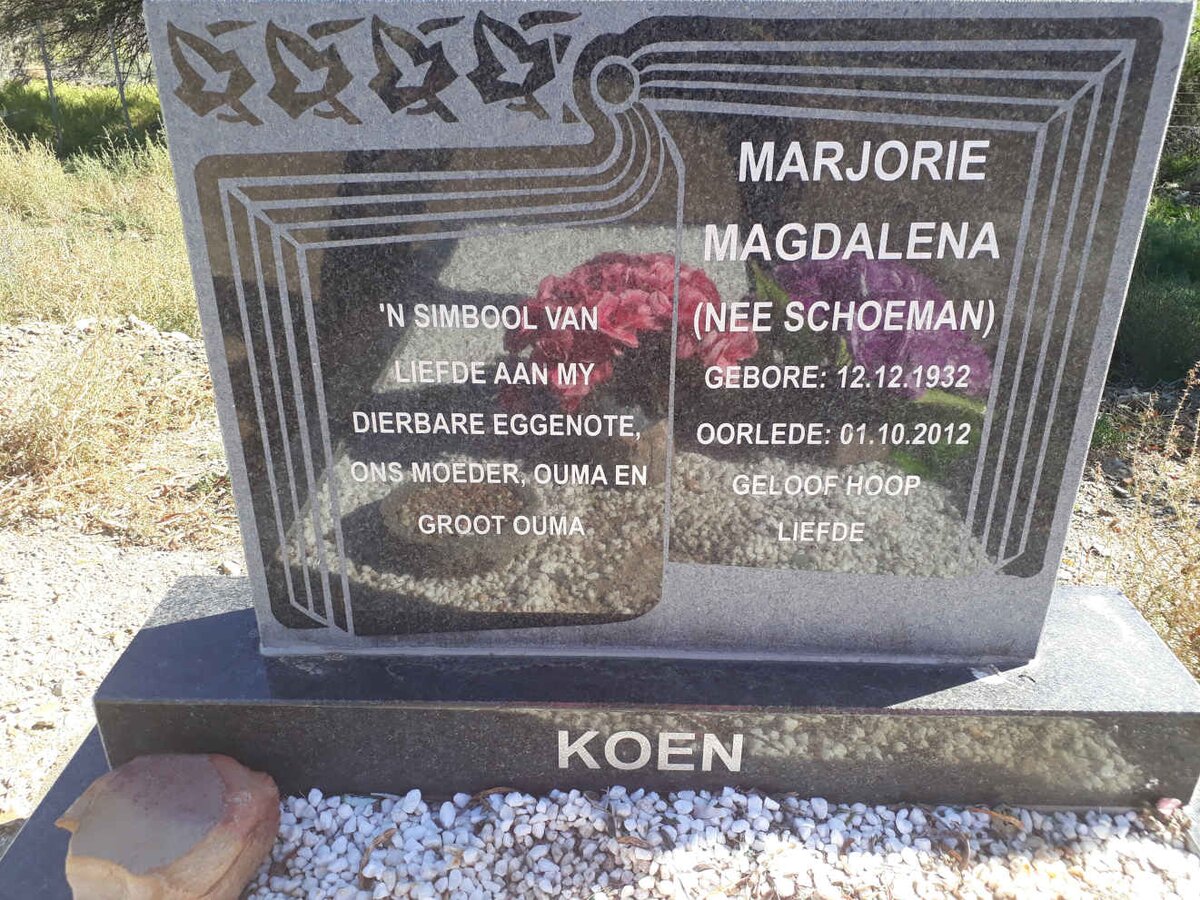 'N SIMBOOL VAN
LIEFDE AAN MY
DIERBARE EGGENOTE,
ONS MOEDER, OUMA EN
GROOT OUMA
MARJORIE
MAGDALENA
(NEE SCHOEMAN)
GEBORE: 12.12.1932
OORLEDE: 01.10.2012
GELOOF HOOP
LIEFDE
KOEN